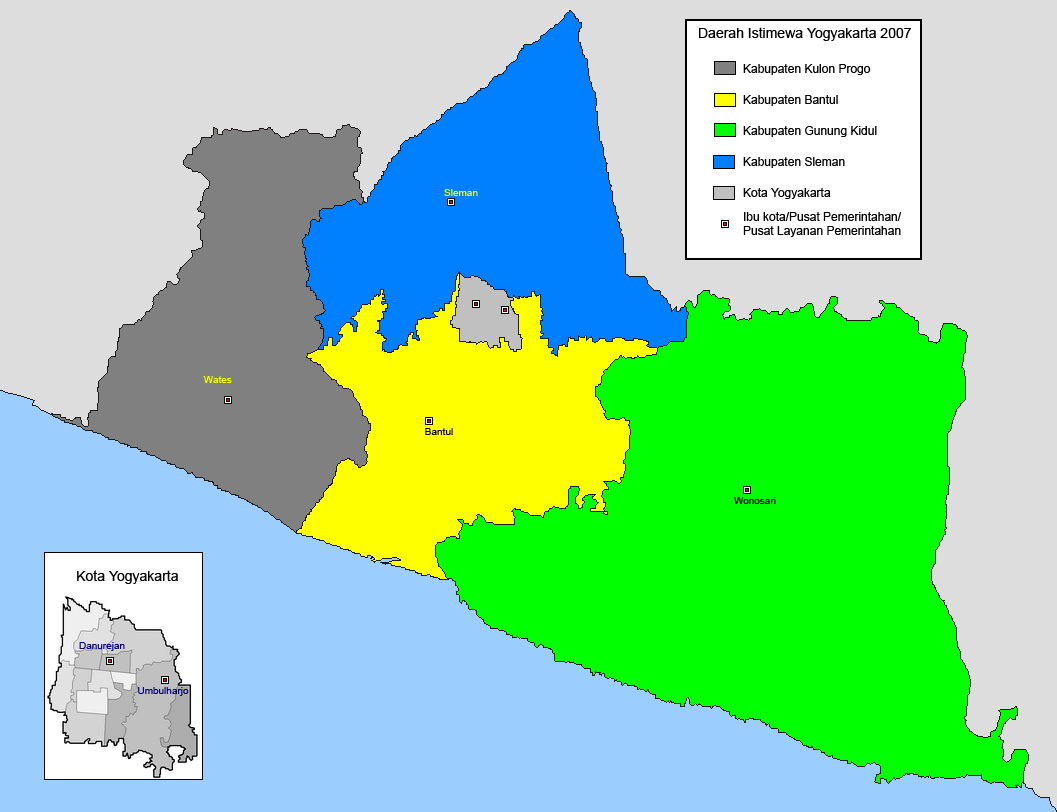 Daerah Istimewa Yogyakarta 2007
Kabupaten Kulon Progo
Kabupaten Bantul
Kabupaten Gunung Kidul
Kabupaten Sleman
Kota Yogyakarta
Ibu kota/Pusat Pemerintahan/
Pusat Layanan Pemerintahan
Sleman
Wates
Bantul
Wonosari
Kota Yogyakarta
Danurejan
Umbulharjo